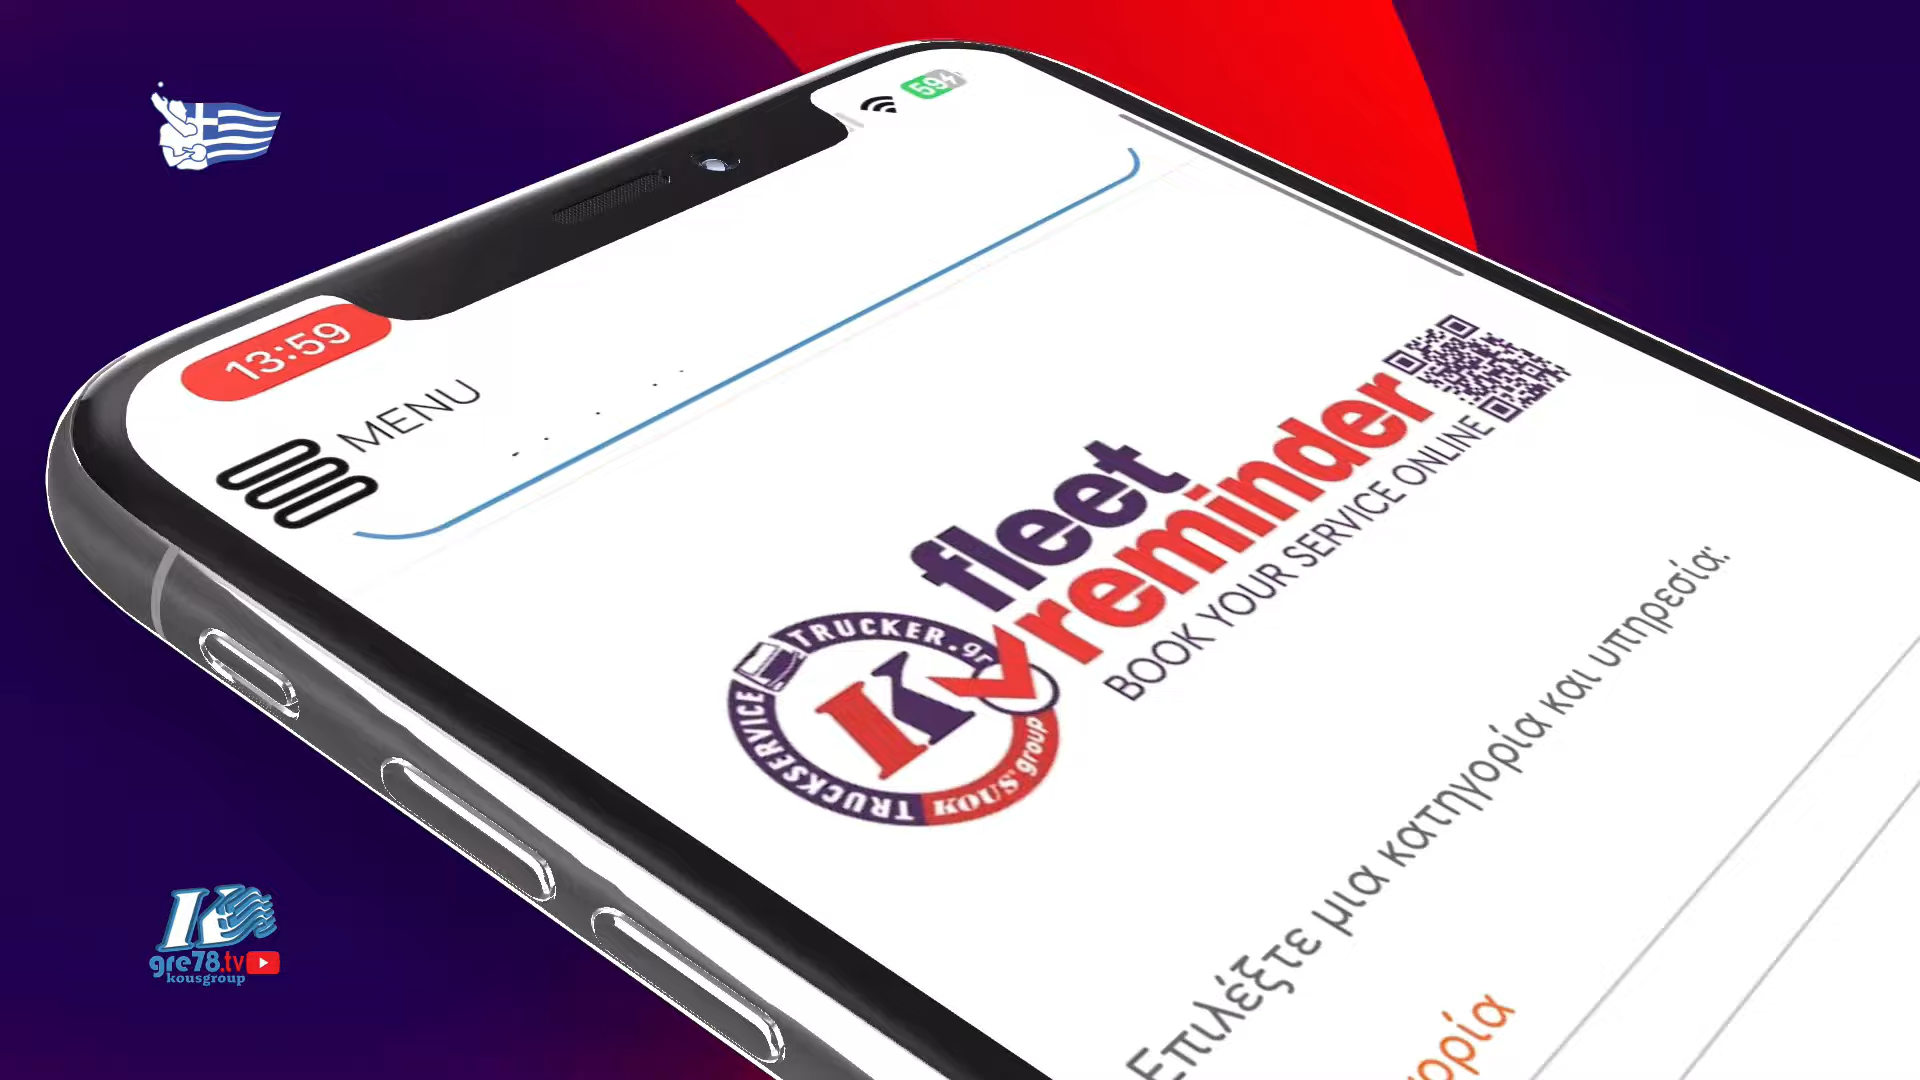 59
13:59
MENU
fleet
reminder
BOOK YOUR SERVICE ONLINE
TRUCKSERVICE TRUCKER.gr
K
KOUS group
Επιλέξτε μια κατηγορία και υπηρεσία:
K
gre78.tv
kousgroup